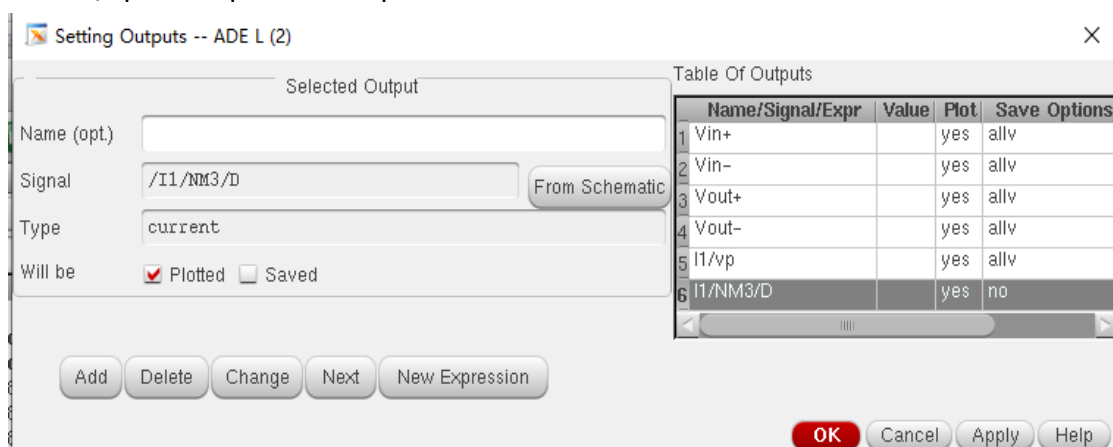 Setting Outputs -- ADE L (2)
Selected Output
Name (opt.)
Signal /I1/NM3/D From Schematic
Type current
Will be Plotted Saved
Add Delete Change Next New Expression
Table Of Outputs
Name/Signal/Expr Value Plot Save Options
1 Vin+ yes allv
2 Vin- yes allv
3 Vout+ yes allv
4 Vout- yes allv
5 I1/vp yes allv
6 I1/NM3/D yes no
OK Cancel Apply Help